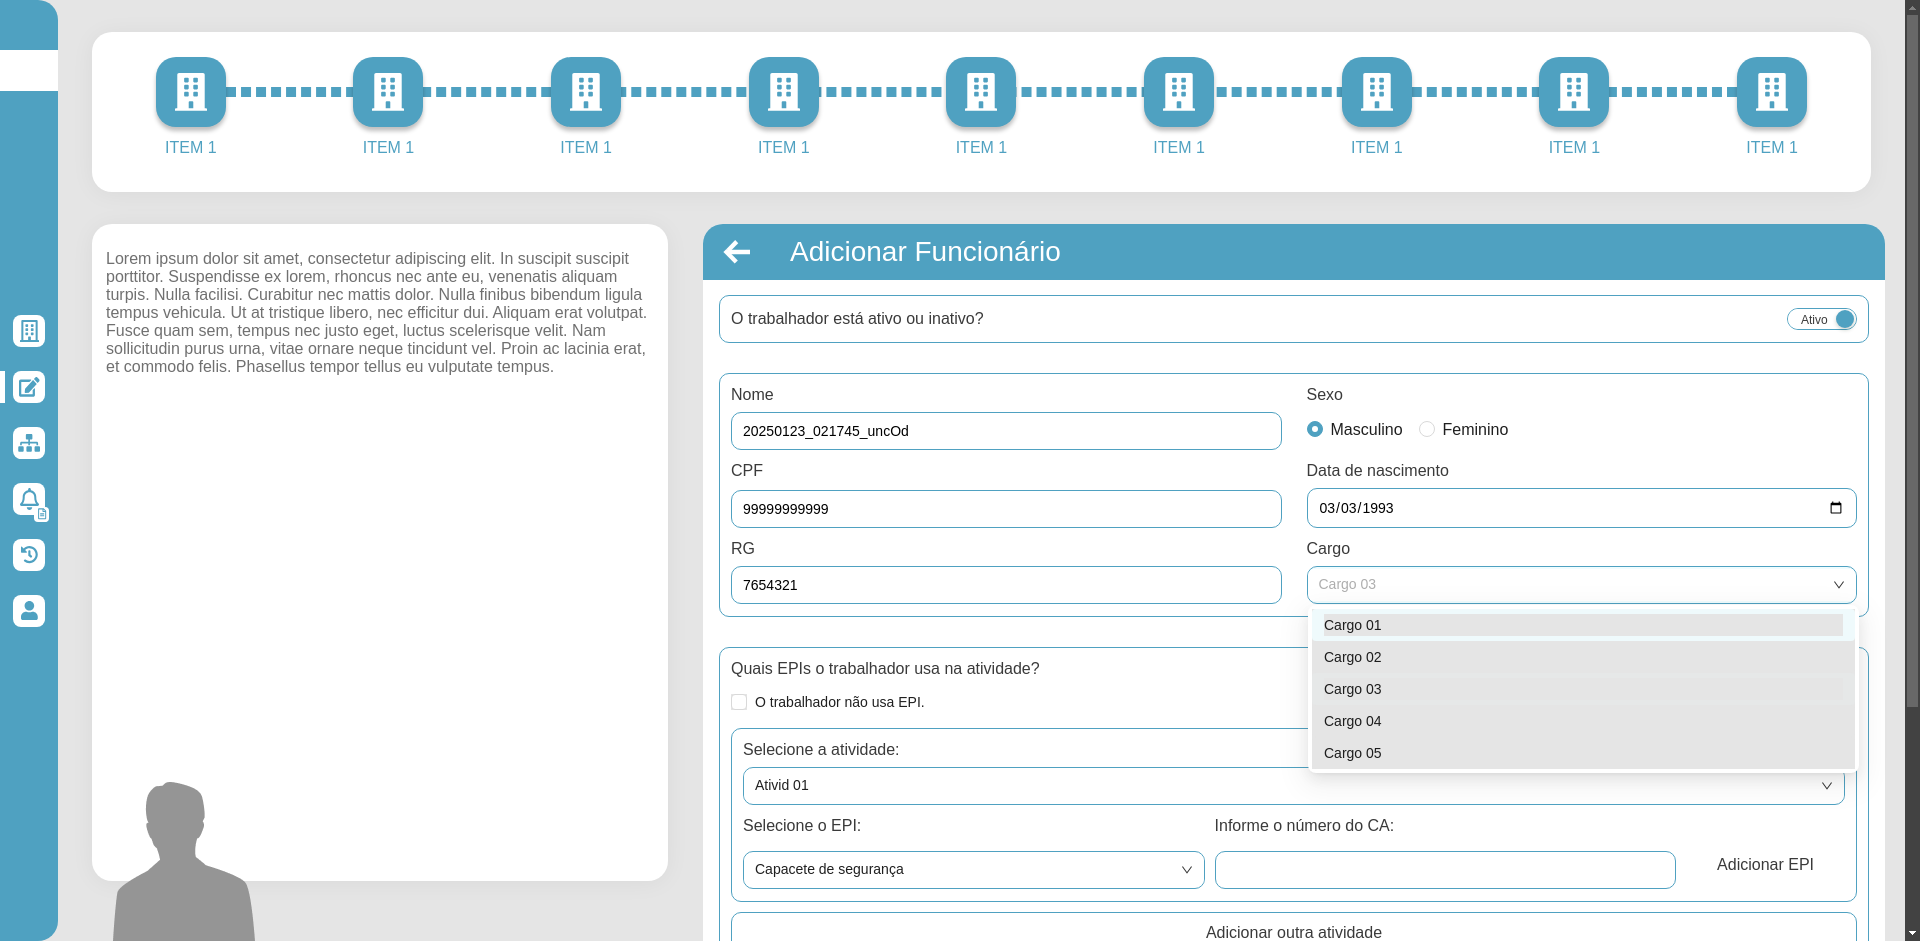 ITEM 1 ITEM 1 ITEM 1 ITEM 1 ITEM 1 ITEM 1 ITEM 1 ITEM 1 ITEM 1
Lorem ipsum dolor sit amet, consectetur adipiscing elit. In suscipit suscipit
porttitor. Suspendisse ex lorem, rhoncus nec ante eu, venenatis aliquam
turpis. Nulla facilisi. Curabitur nec mattis dolor. Nulla finibus bibendum ligula
tempus vehicula. Ut at tristique libero, nec efficitur dui. Aliquam erat volutpat.
Fusce quam sem, tempus nec justo eget, luctus scelerisque velit. Nam
sollicitudin purus urna, vitae ornare neque tincidunt vel. Proin ac lacinia erat,
et commodo felis. Phasellus tempor tellus eu vulputate tempus.
Adicionar Funcionário
O trabalhador está ativo ou inativo?
Ativo
Nome
20250123_021745_uncOd
Sexo
Masculino
Feminino
CPF
99999999999
Data de nascimento
03/03/1993
RG
7654321
Cargo
Cargo 03
Cargo 01
Cargo 02
Cargo 03
Cargo 04
Cargo 05
Quais EPIs o trabalhador usa na atividade?
O trabalhador não usa EPI.
Selecione a atividade:
Ativid 01
Selecione o EPI:
Capacete de segurança
Informe o número do CA:
Adicionar EPI
Adicionar outra atividade